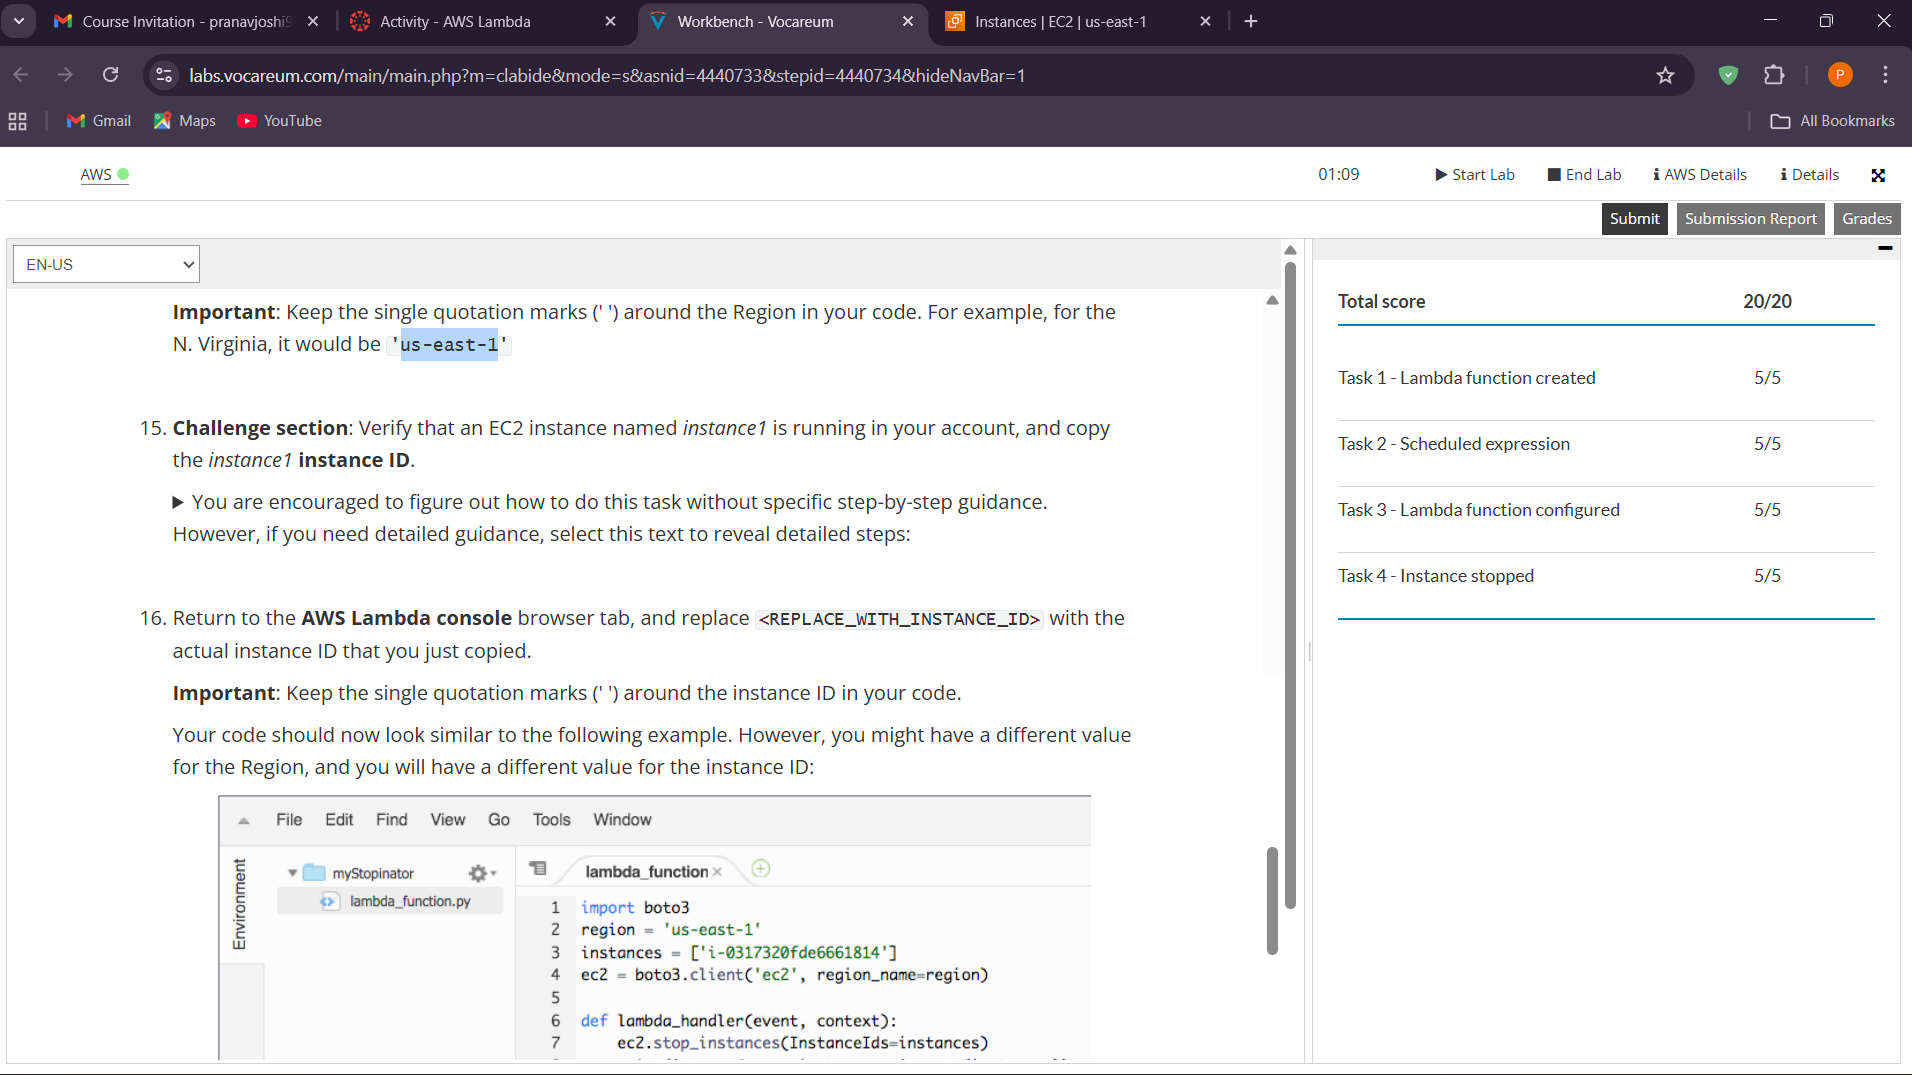 Course Invitation - pranavjoshi9
Activity - AWS Lambda
Workbench - Vocareum
Instances | EC2 | us-east-1
labs.vocareum.com/main/main.php?m=clabide&mode=s&asnid=4440733&stepid=4440734&hideNavBar=1
P
Gmail
Maps
YouTube
All Bookmarks
AWS
01:09
Start Lab
End Lab
AWS Details
Details
Submit
Submission Report
Grades
EN-US
Important: Keep the single quotation marks (' ') around the Region in your code. For example, for the
N. Virginia, it would be 'us-east-1'
15. Challenge section: Verify that an EC2 instance named instance1 is running in your account, and copy
the instance1 instance ID.
You are encouraged to figure out how to do this task without specific step-by-step guidance.
However, if you need detailed guidance, select this text to reveal detailed steps:
16. Return to the AWS Lambda console browser tab, and replace <REPLACE_WITH_INSTANCE_ID> with the
actual instance ID that you just copied.
Important: Keep the single quotation marks (' ') around the instance ID in your code.
Your code should now look similar to the following example. However, you might have a different value
for the Region, and you will have a different value for the instance ID:
File Edit Find View Go Tools Window
Environment
myStopinator
lambda_function.py
lambda_function
1 import boto3
2 region = 'us-east-1'
3 instances = ['i-0317320fde6661814']
4 ec2 = boto3.client('ec2', region_name=region)
5
6 def lambda_handler(event, context):
7 ec2.stop_instances(InstanceIds=instances)
Total score 20/20
Task 1 - Lambda function created 5/5
Task 2 - Scheduled expression 5/5
Task 3 - Lambda function configured 5/5
Task 4 - Instance stopped 5/5